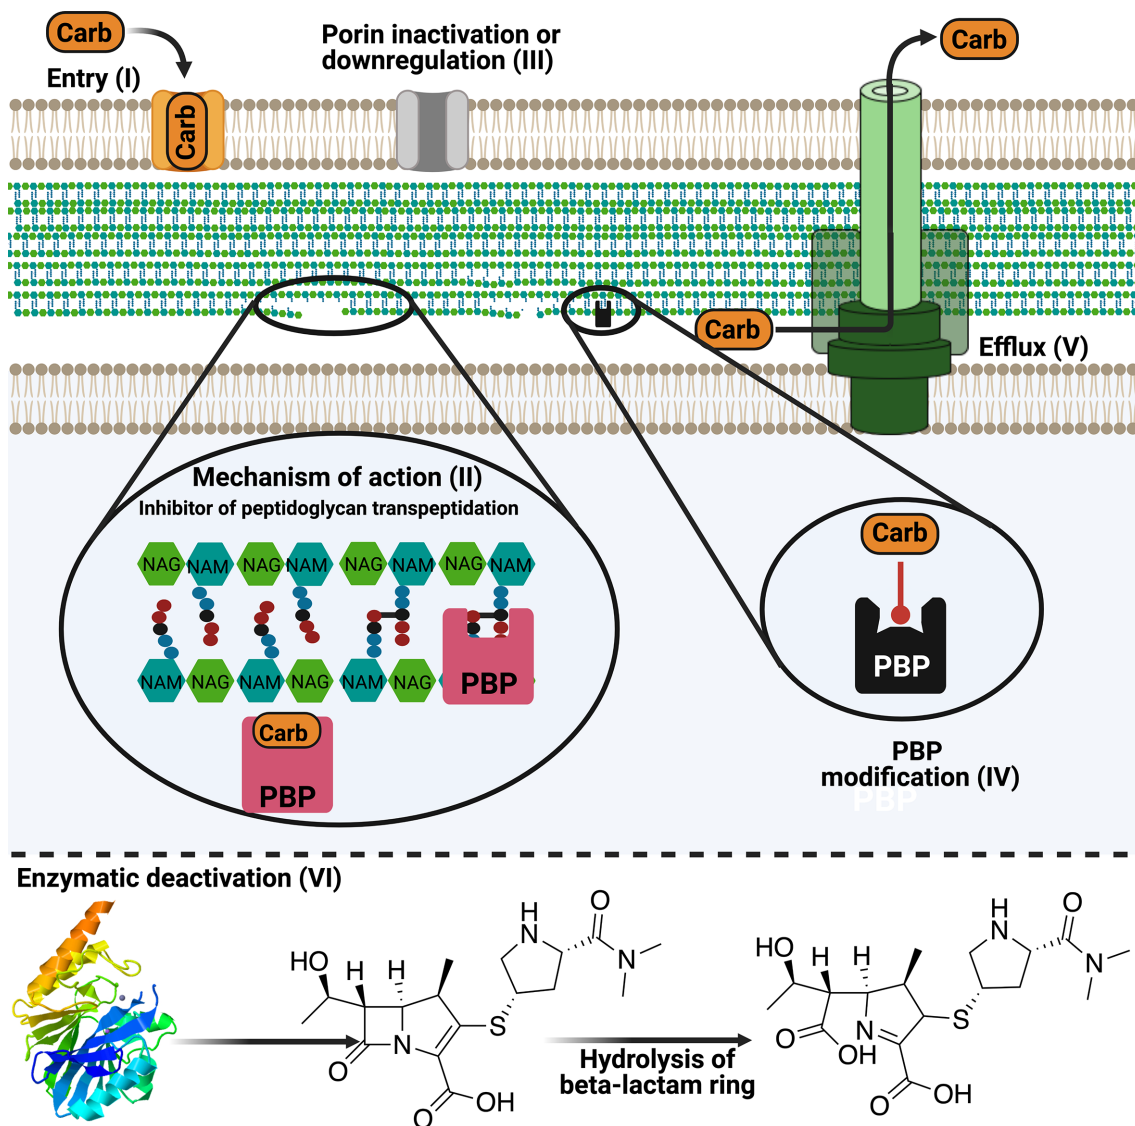 Carb
Entry (I)
Carb
Porin inactivation or
downregulation (III)
Carb
Carb
Efflux (V)
Mechanism of action (II)
Inhibitor of peptidoglycan transpeptidation
NAG NAM NAG NAM NAG NAM NAG NAM
NAM NAG NAM NAG NAM NAG
PBP
Carb
PBP
Carb
PBP
PBP
modification (IV)
PBP
Enzymatic deactivation (VI)
HO
H
H
H
N
O
N
S
N
O
O
OH
Hydrolysis of
beta-lactam ring
HO
H
H
H
N
O
N
S
O
OH
N
O
OH